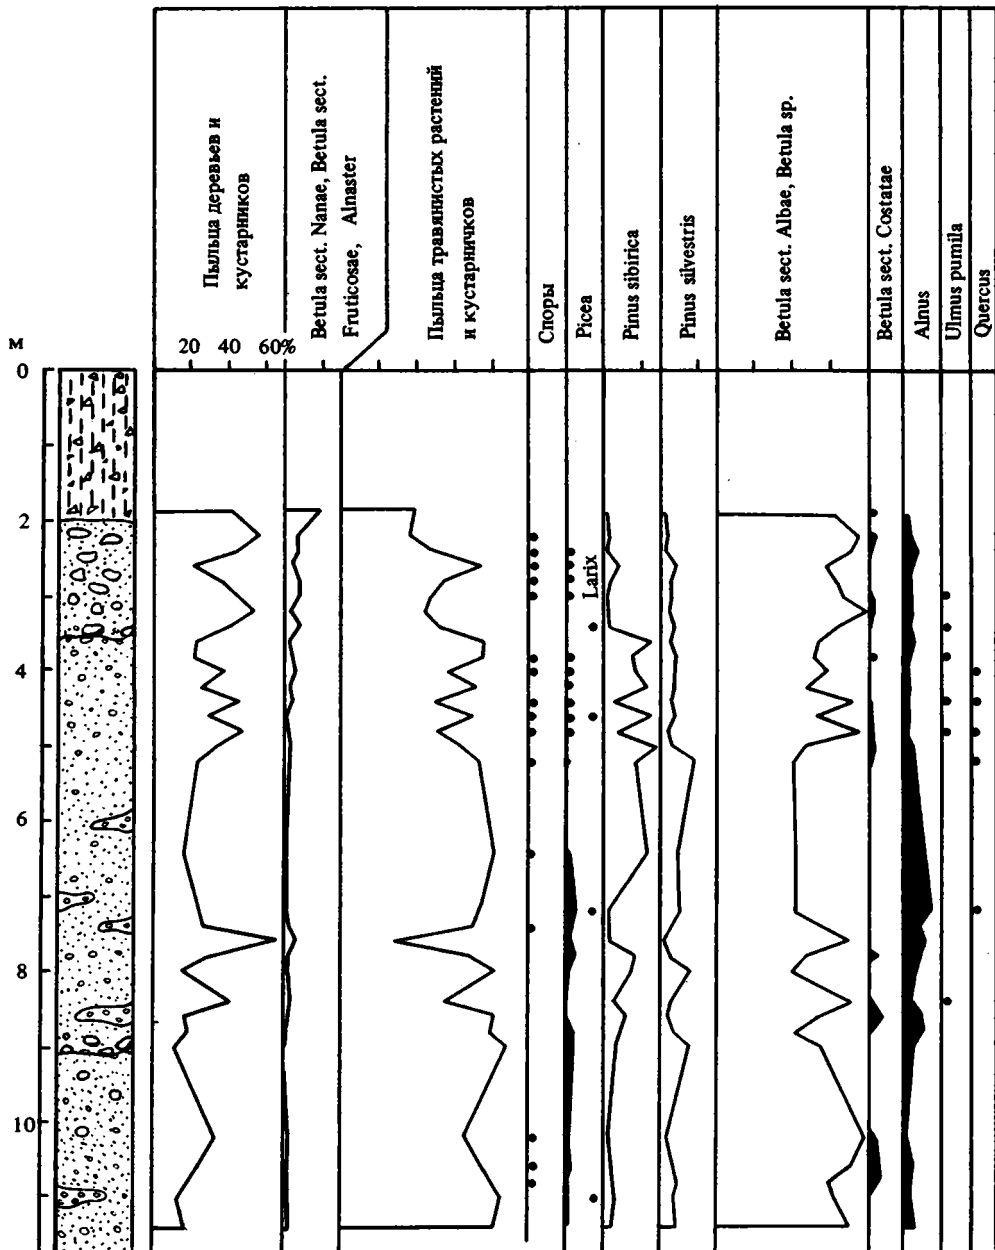 Пыльца деревьев и
кустарников
Betula sect. Nanae, Betula sect.
Fruticosae, Alnaster
Пыльца травянистых растений
и кустарничков
Споры
Picea
Pinus sibirica
Pinus silvestris
Betula sect. Albae, Betula sp.
Betula sect. Costatae
Alnus
Ulmus pumila
Quercus
м
20 40 60%
0
2
Larix
4
6
8
10